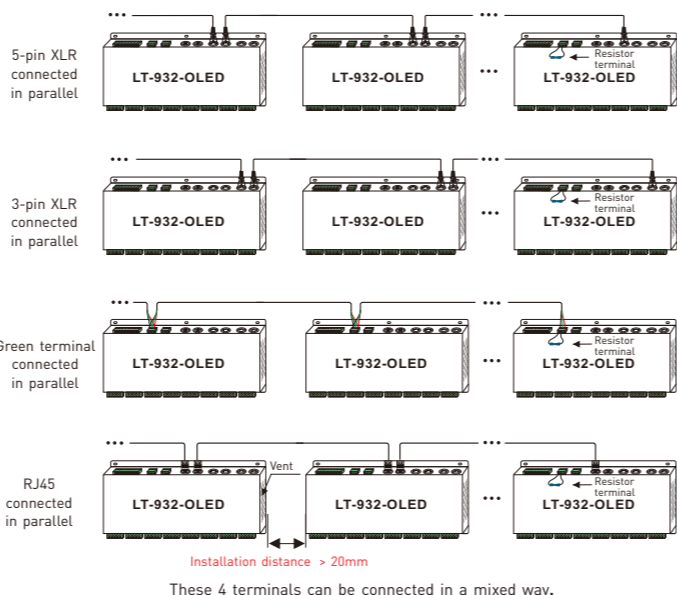 5-pin XLR
connected
in parallel
•••
LT-932-OLED
LT-932-OLED
•••
•••
Resistor
terminal
LT-932-OLED
3-pin XLR
connected
in parallel
•••
LT-932-OLED
LT-932-OLED
•••
•••
Resistor
terminal
LT-932-OLED
Green terminal
connected
in parallel
•••
LT-932-OLED
LT-932-OLED
•••
•••
Resistor
terminal
LT-932-OLED
RJ45
connected
in parallel
•••
LT-932-OLED
Vent
LT-932-OLED
•••
•••
Resistor
terminal
LT-932-OLED
Installation distance > 20mm
These 4 terminals can be connected in a mixed way.